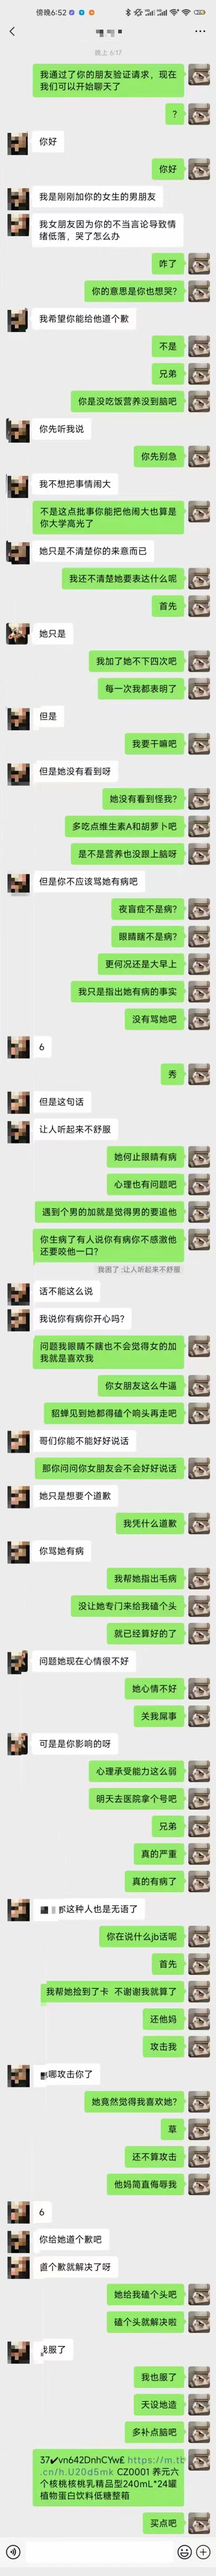 傍晚6:52
晚上 6:17
我通过了你的朋友验证请求，现在
我们可以开始聊天了
？
你好
你好
我是刚刚加你的女生的男朋友
我女朋友因为你的不当言论导致情
绪低落，哭了怎么办
咋了
你的意思是你也想哭?
我希望你能给他道个歉
不是
兄弟
你是没吃饭营养没到脑吧
你先听我说
你先别急
我不想把事情闹大
不是这点批事你能把他闹大也算是
你大学高光了
她只是不清楚你的来意而已
我还不清楚她要表达什么呢
首先
她只是
我加了她不下四次吧
每一次我都表明了
但是
我要干嘛吧
但是她没有看到呀
她没有看到怪我?
多吃点维生素A和胡萝卜吧
是不是营养也没跟上脑呀
但是你不应该骂她有病吧
夜盲症不是病?
眼睛瞎不是病?
更何况还是大早上
我只是指出她有病的事实
没有骂她吧
6
秀
但是这句话
让人听起来不舒服
她何止眼睛有病
心理也有问题吧
遇到个男的加就是觉得男的要追他
你生病了有人说你有病你不感激他
还要咬他一口?
我困了:让人听起来不舒服
话不能这么说
我说你有病你开心吗?
问题我眼睛不瞎也不会觉得女的加
我就是喜欢我
你女朋友这么牛逼
貂蝉见到她都得磕个响头再走吧
哥们你能不能好好说话
那你问问你女朋友会不会好好说话
她只是想要个道歉
我凭什么道歉
你骂她有病
我帮她指出毛病
没让她专门来给我磕个头
就已经算好的了
问题她现在心情很不好
她心情不好
关我屌事
可是是你影响的呀
心理承受能力这么弱
明天去医院拿个号吧
兄弟
真的严重
真的有病了
这种人也是无语了
你在说什么jb话呢
首先
我帮她捡到了卡 不谢谢我就算了
还他妈
攻击我
哪攻击你了
她竟然觉得我喜欢她?
草
还不算攻击
他妈简直侮辱我
6
你给她道个歉吧
道个歉就解决了呀
她给我磕个头吧
磕个头就解决啦
我服了
我也服了
天设地造
多补点脑吧
37✔vn642DnhCYw₤ https://m.tb
.cn/h.U20d5mk CZ0001 养元六
个核桃核桃乳精品型240mL*24罐
植物蛋白饮料低糖整箱
买点吧